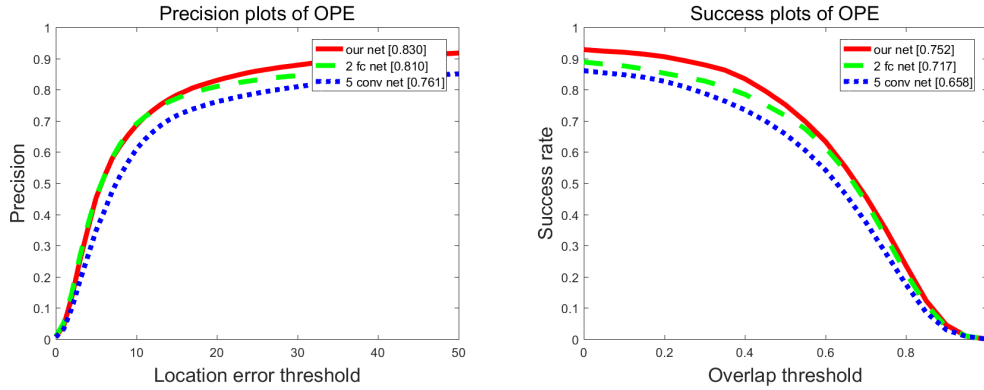 Precision plots of OPE
1
0.9
0.8
0.7
0.6
0.5
0.4
0.3
0.2
0.1
0
Precision
our net [0.830]
2 fc net [0.810]
5 conv net [0.761]
0 10 20 30 40 50
Location error threshold
Success plots of OPE
1
0.9
0.8
0.7
0.6
0.5
0.4
0.3
0.2
0.1
0
Success rate
our net [0.752]
2 fc net [0.717]
5 conv net [0.658]
0 0.2 0.4 0.6 0.8
Overlap threshold